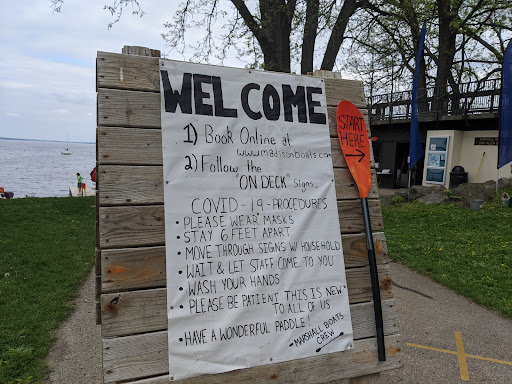 WELCOME
1) Book Online at
www.madisonboats.com
2) Follow the
"ON DECK" signs.
COVID-19-PROCEDURES
• PLEASE WEAR MASKS
• STAY 6 FEET APART
• MOVE THROUGH SIGNS W/ HOUSEHOLD
• WAIT & LET STAFF COME TO YOU
• WASH YOUR HANDS
• PLEASE BE PATIENT THIS IS NEW
TO ALL OF US
• HAVE A WONDERFUL PADDLE!
-MARSHALL BOATS
CREW
START
HERE